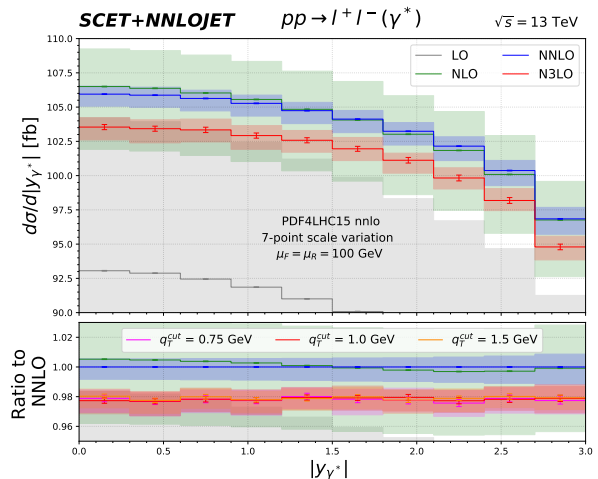 SCET+NNLOJET pp → l⁺ l⁻ (γ*) √s = 13 TeV
dσ/d|y_γ*| [fb]
110.0
107.5
105.0
102.5
100.0
97.5
95.0
92.5
90.0
LO NNLO
NLO N3LO
PDF4LHC15 nnlo
7-point scale variation
μ_F = μ_R = 100 GeV
Ratio to
NNLO
1.02
1.00
0.98
0.96
q_T^cut = 0.75 GeV q_T^cut = 1.0 GeV q_T^cut = 1.5 GeV
0.0 0.5 1.0 1.5 2.0 2.5 3.0
|y_γ*|